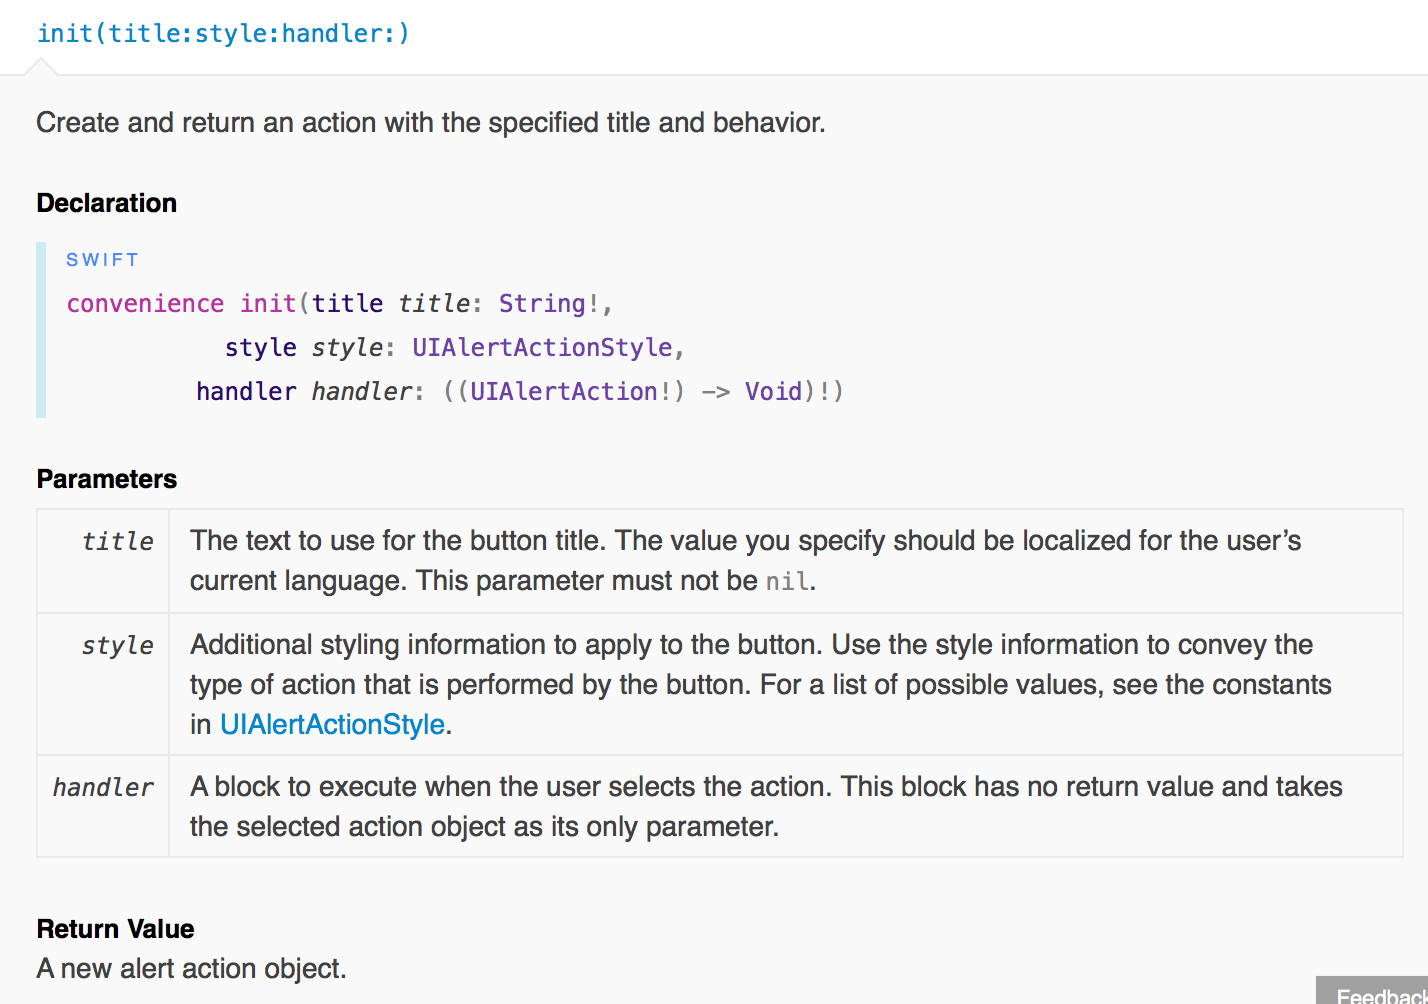 init(title:style:handler:)
Create and return an action with the specified title and behavior.
Declaration
SWIFT
convenience init(title title: String!,
style style: UIAlertActionStyle,
handler handler: ((UIAlertAction!) -> Void)!)
Parameters
title
The text to use for the button title. The value you specify should be localized for the user’s
current language. This parameter must not be nil.
style
Additional styling information to apply to the button. Use the style information to convey the
type of action that is performed by the button. For a list of possible values, see the constants
in UIAlertActionStyle.
handler
A block to execute when the user selects the action. This block has no return value and takes
the selected action object as its only parameter.
Return Value
A new alert action object.
Feedback